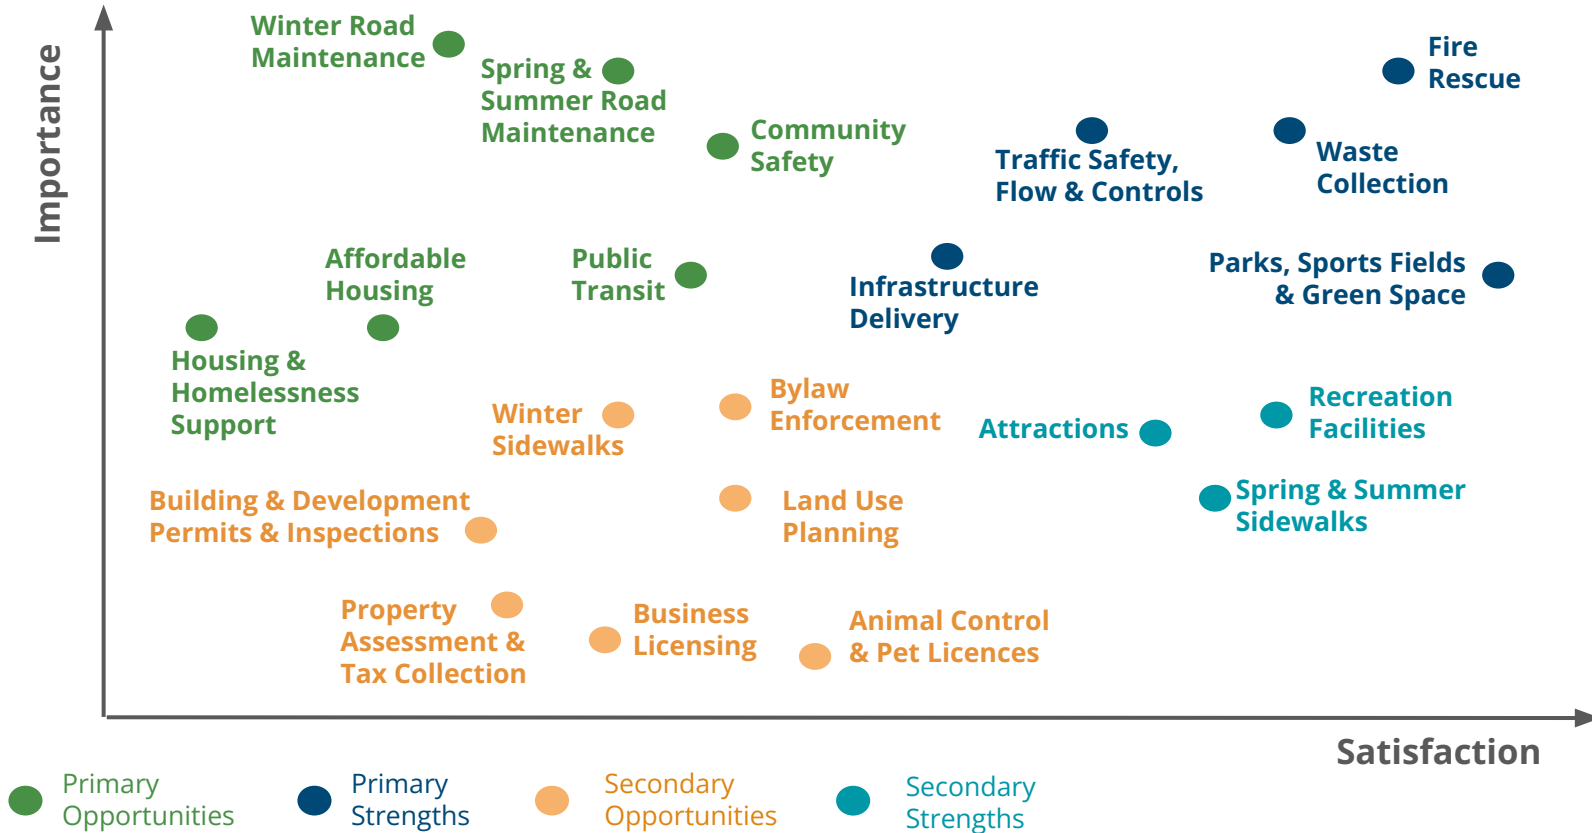 Importance
Winter Road
Maintenance
Spring &
Summer Road
Maintenance
Community
Safety
Fire
Rescue
Traffic Safety,
Flow & Controls
Waste
Collection
Affordable
Housing
Public
Transit
Infrastructure
Delivery
Parks, Sports Fields
& Green Space
Housing &
Homelessness
Support
Winter
Sidewalks
Bylaw
Enforcement
Attractions
Recreation
Facilities
Building & Development
Permits & Inspections
Land Use
Planning
Spring & Summer
Sidewalks
Property
Assessment &
Tax Collection
Business
Licensing
Animal Control
& Pet Licences
Satisfaction
Primary
Opportunities
Primary
Strengths
Secondary
Opportunities
Secondary
Strengths